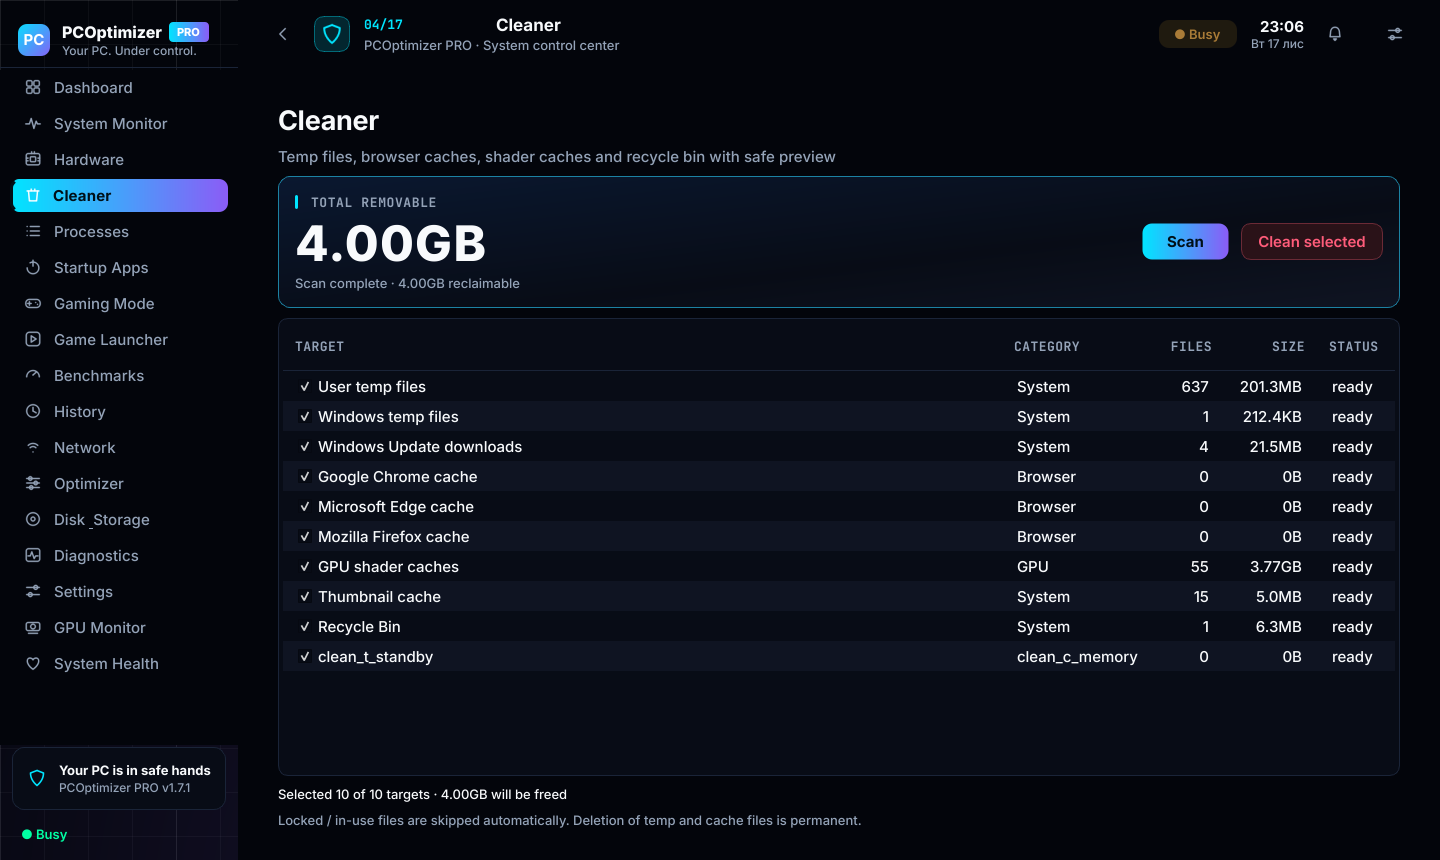 PC PCOptimizer PRO
Your PC. Under control.
Dashboard
System Monitor
Hardware
Cleaner
Processes
Startup Apps
Gaming Mode
Game Launcher
Benchmarks
History
Network
Optimizer
Disk _Storage
Diagnostics
Settings
GPU Monitor
System Health
Your PC is in safe hands
PCOptimizer PRO v1.7.1
Busy
04/17 Cleaner
PCOptimizer PRO · System control center
Busy
23:06
Вт 17 лис
Cleaner
Temp files, browser caches, shader caches and recycle bin with safe preview
TOTAL REMOVABLE
4.00GB
Scan complete · 4.00GB reclaimable
Scan
Clean selected
TARGET CATEGORY FILES SIZE STATUS
✓ User temp files System 637 201.3MB ready
✓ Windows temp files System 1 212.4KB ready
✓ Windows Update downloads System 4 21.5MB ready
✓ Google Chrome cache Browser 0 0B ready
✓ Microsoft Edge cache Browser 0 0B ready
✓ Mozilla Firefox cache Browser 0 0B ready
✓ GPU shader caches GPU 55 3.77GB ready
✓ Thumbnail cache System 15 5.0MB ready
✓ Recycle Bin System 1 6.3MB ready
✓ clean_t_standby clean_c_memory 0 0B ready
Selected 10 of 10 targets · 4.00GB will be freed
Locked / in-use files are skipped automatically. Deletion of temp and cache files is permanent.